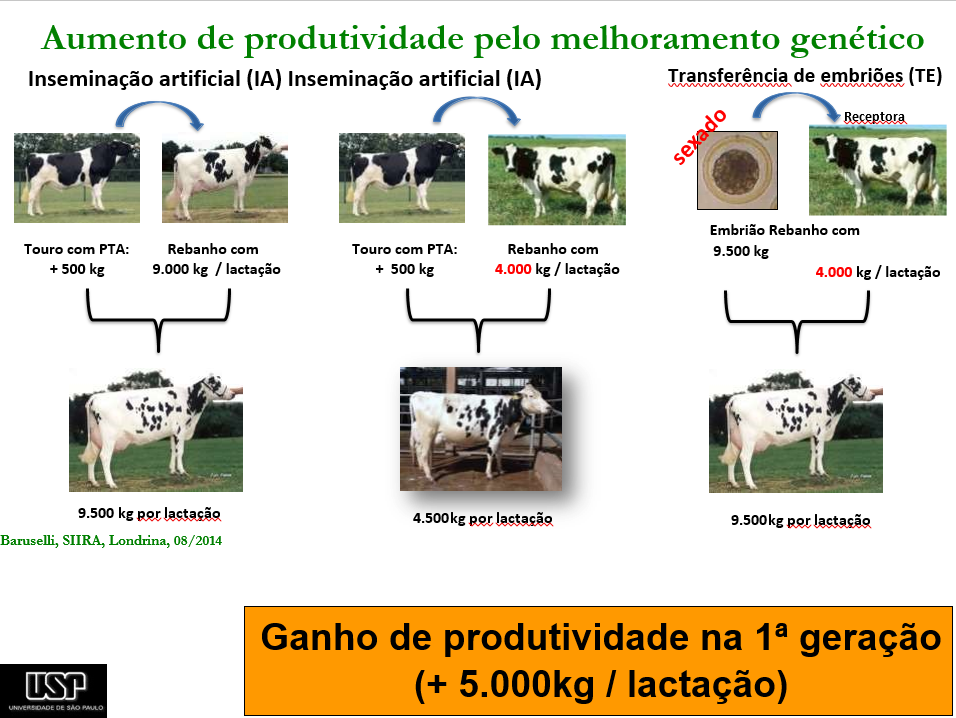 Aumento de produtividade pelo melhoramento genético
Inseminação artificial (IA) Inseminação artificial (IA)
Transferência de embriões (TE)
Receptora
sexado
Touro com PTA:
+ 500 kg
Rebanho com
9.000 kg / lactação
Touro com PTA:
+ 500 kg
Rebanho com
4.000 kg / lactação
Embrião Rebanho com
9.500 kg
4.000 kg / lactação
9.500 kg por lactação
4.500kg por lactação
9.500kg por lactação
Baruselli, SIIRA, Londrina, 08/2014
Ganho de produtividade na 1ª geração
(+ 5.000kg / lactação)
USP
UNIVERSIDADE DE SÃO PAULO